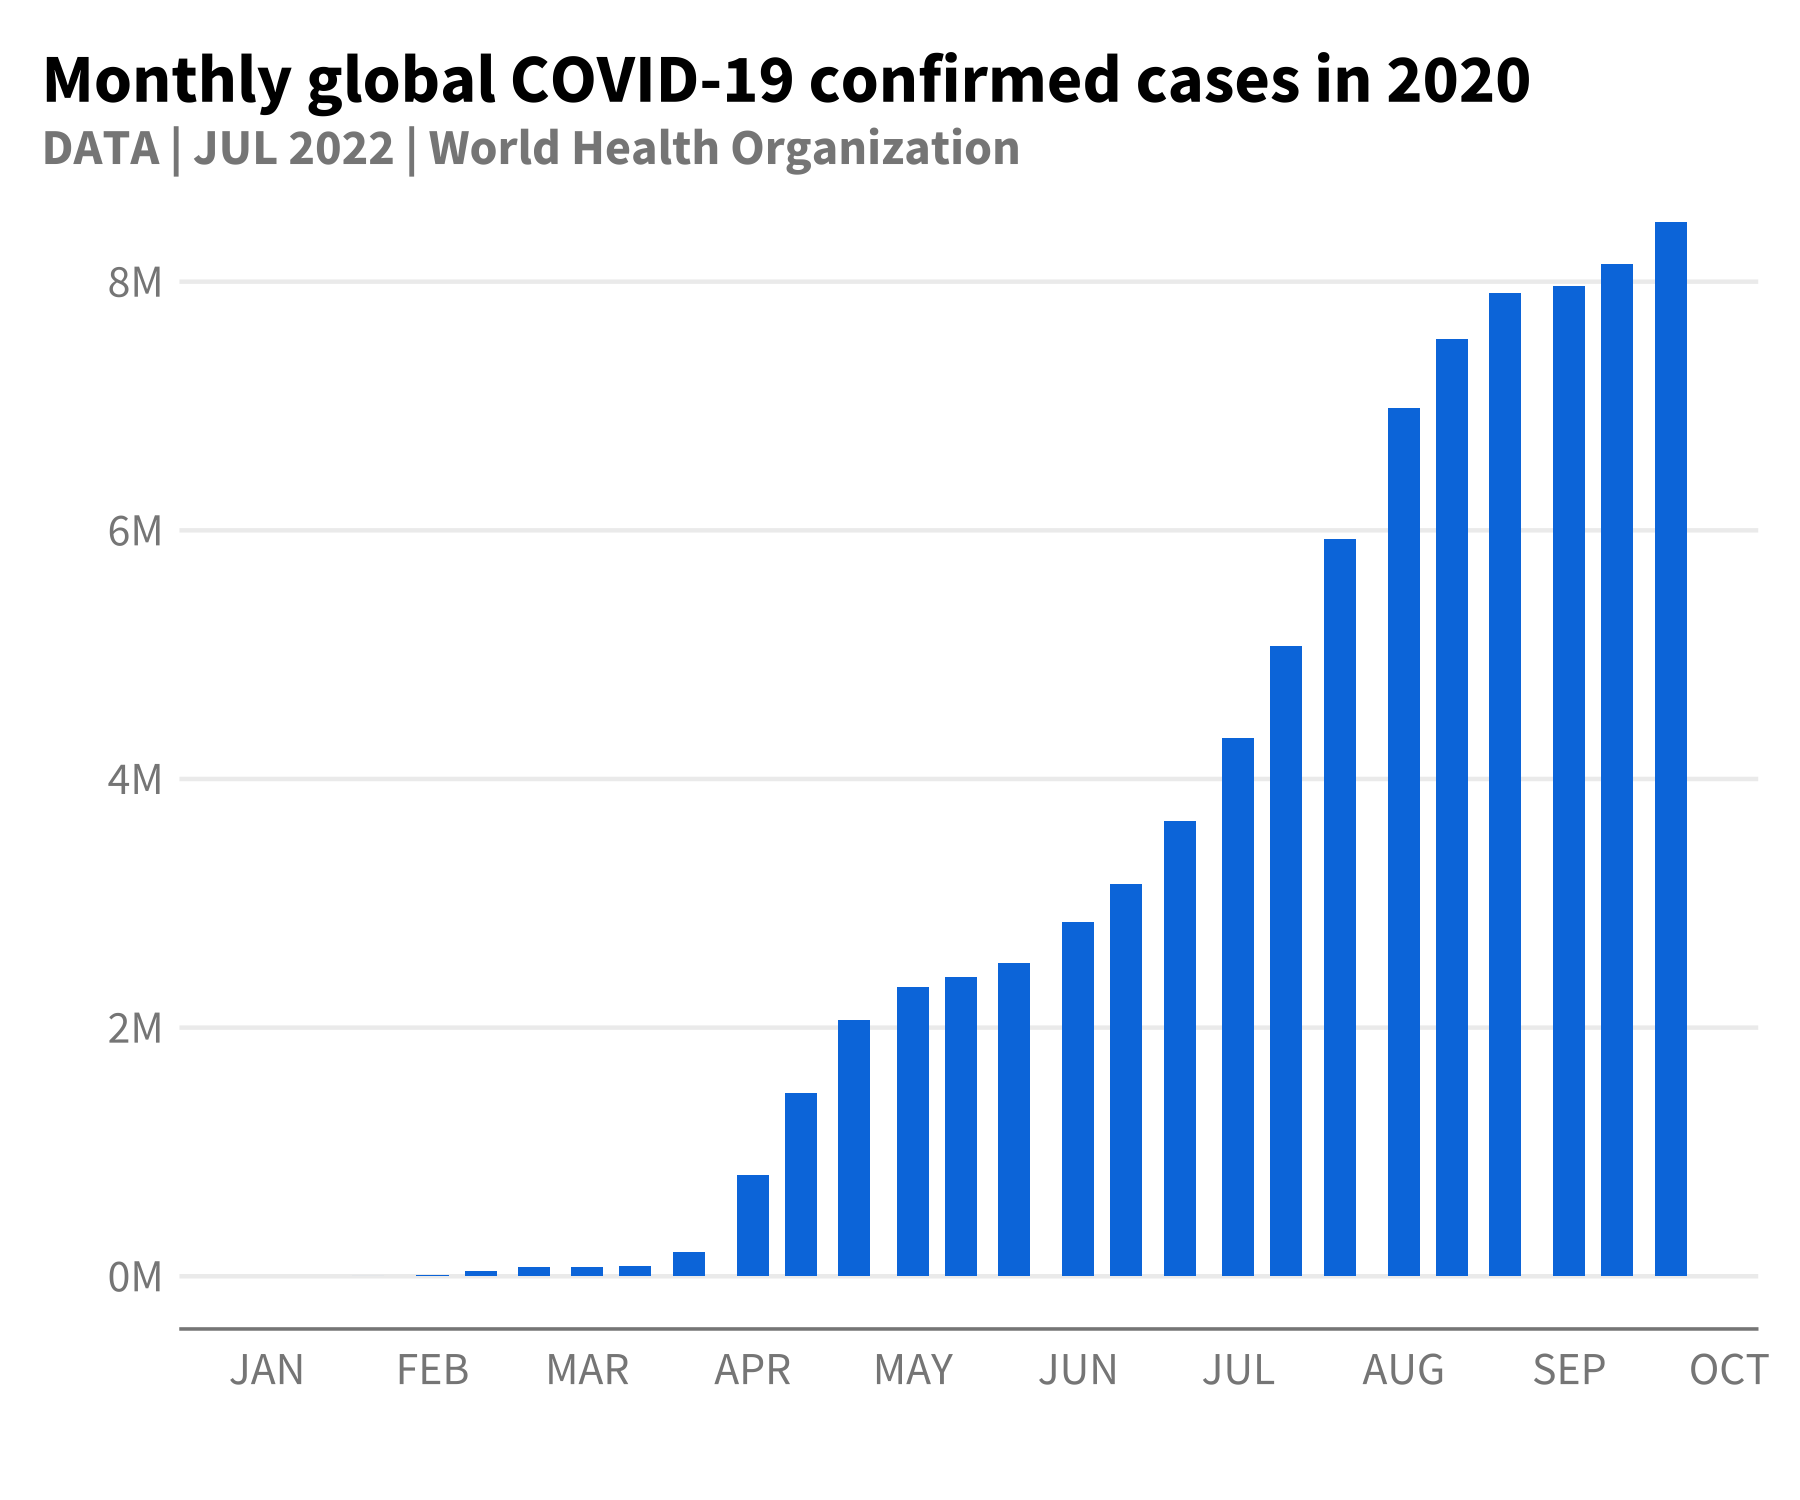 Monthly global COVID-19 confirmed cases in 2020
DATA | JUL 2022 | World Health Organization
8M
6M
4M
2M
0M
JAN FEB MAR APR MAY JUN JUL AUG SEP OCT